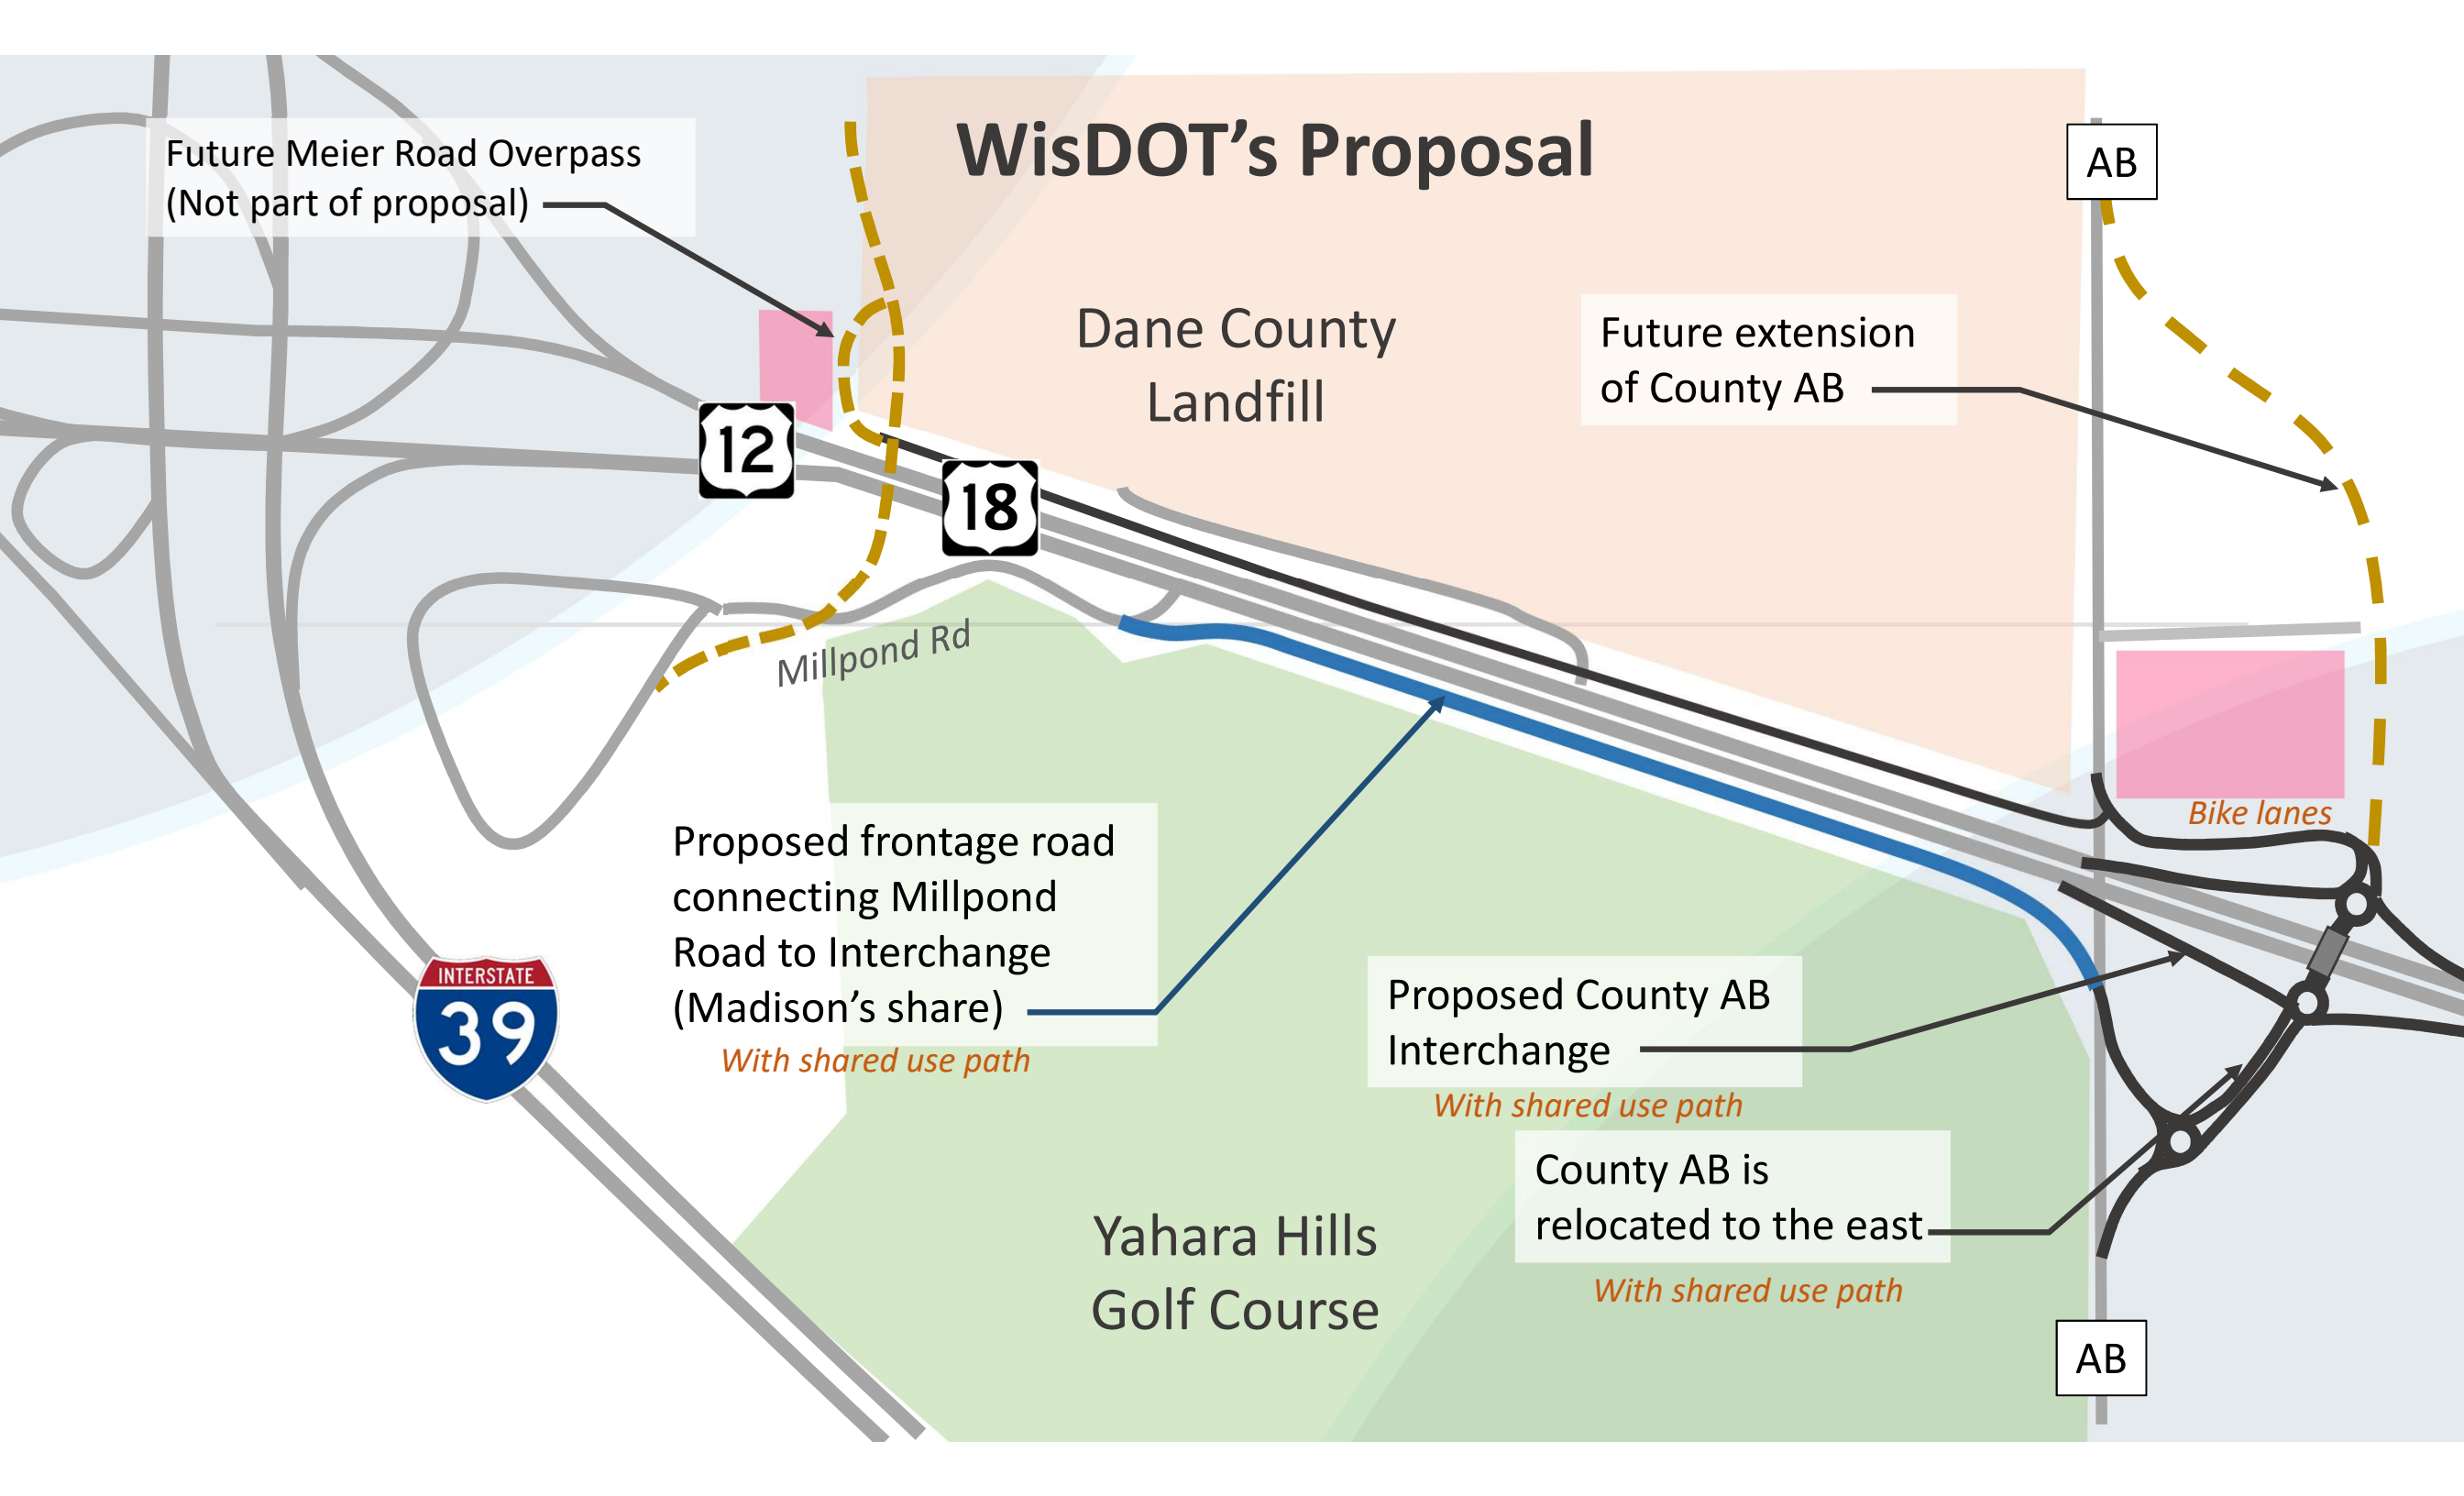 WisDOT’s Proposal
Future Meier Road Overpass
(Not part of proposal)
AB
Dane County
Landfill
Future extension
of County AB
12
18
Millpond Rd
Bike lanes
Proposed frontage road
connecting Millpond
Road to Interchange
(Madison’s share)
With shared use path
INTERSTATE
39
Proposed County AB
Interchange
With shared use path
County AB is
relocated to the east
With shared use path
Yahara Hills
Golf Course
AB